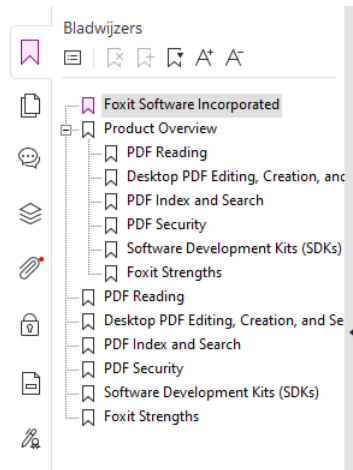 Bladwijzers
A+ A-
Foxit Software Incorporated
Product Overview
PDF Reading
Desktop PDF Editing, Creation, and
PDF Index and Search
PDF Security
Software Development Kits (SDKs)
Foxit Strengths
PDF Reading
Desktop PDF Editing, Creation, and Se
PDF Index and Search
PDF Security
Software Development Kits (SDKs)
Foxit Strengths